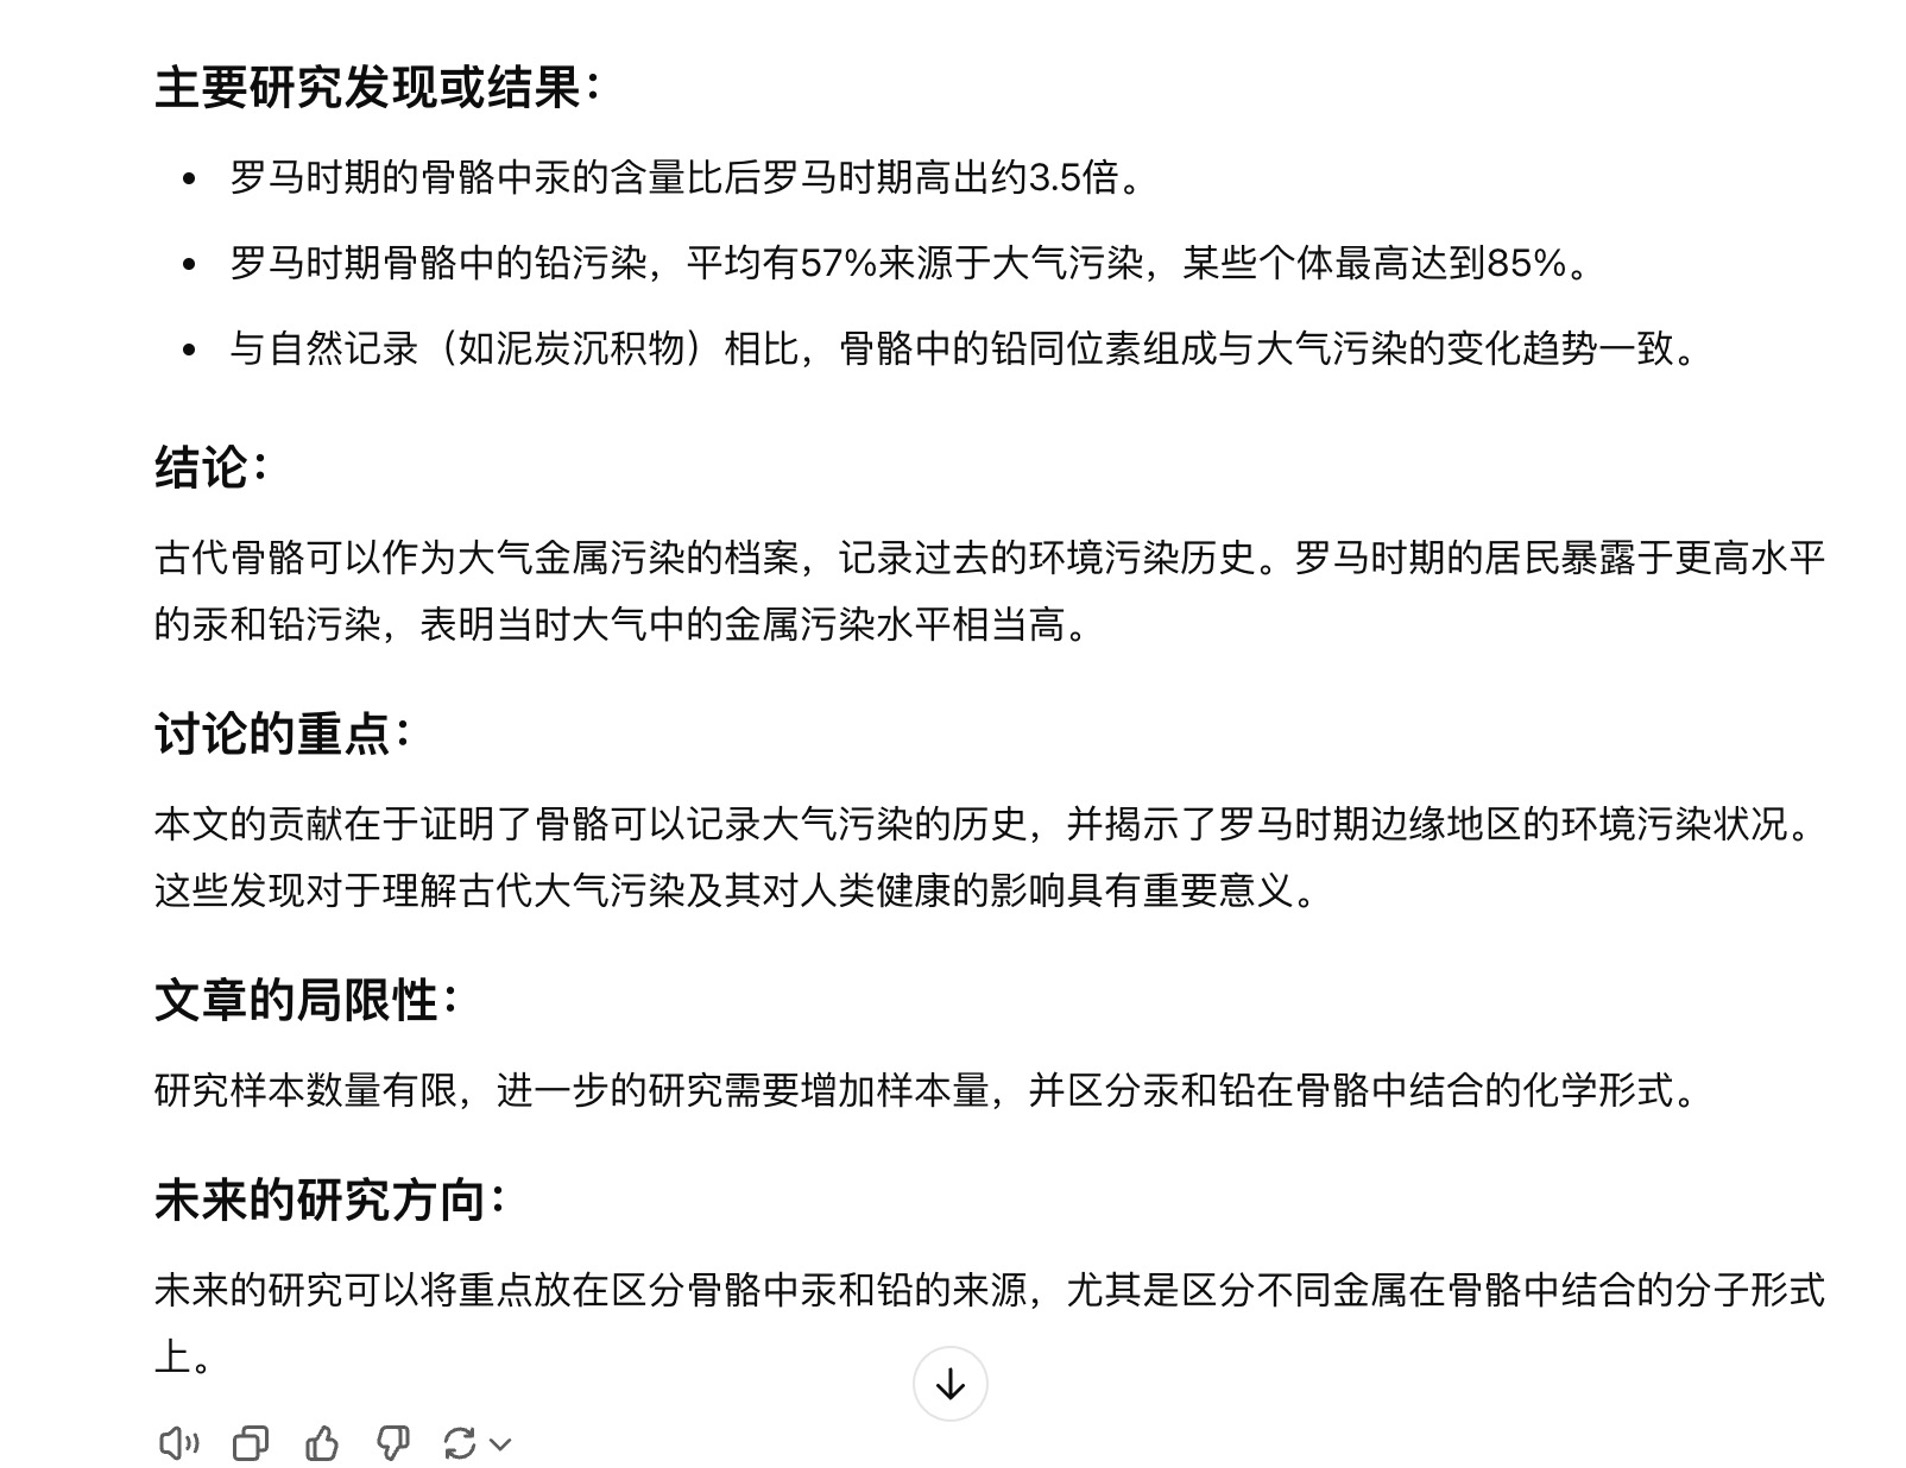 主要研究发现或结果：
• 罗马时期的骨骼中汞的含量比后罗马时期高出约3.5倍。
• 罗马时期骨骼中的铅污染，平均有57%来源于大气污染，某些个体最高达到85%。
• 与自然记录（如泥炭沉积物）相比，骨骼中的铅同位素组成与大气污染的变化趋势一致。
结论：
古代骨骼可以作为大气金属污染的档案，记录过去的环境污染历史。罗马时期的居民暴露于更高水平
的汞和铅污染，表明当时大气中的金属污染水平相当高。
讨论的重点：
本文的贡献在于证明了骨骼可以记录大气污染的历史，并揭示了罗马时期边缘地区的环境污染状况。
这些发现对于理解古代大气污染及其对人类健康的影响具有重要意义。
文章的局限性：
研究样本数量有限，进一步的研究需要增加样本量，并区分汞和铅在骨骼中结合的化学形式。
未来的研究方向：
未来的研究可以将重点放在区分骨骼中汞和铅的来源，尤其是区分不同金属在骨骼中结合的分子形式
上。